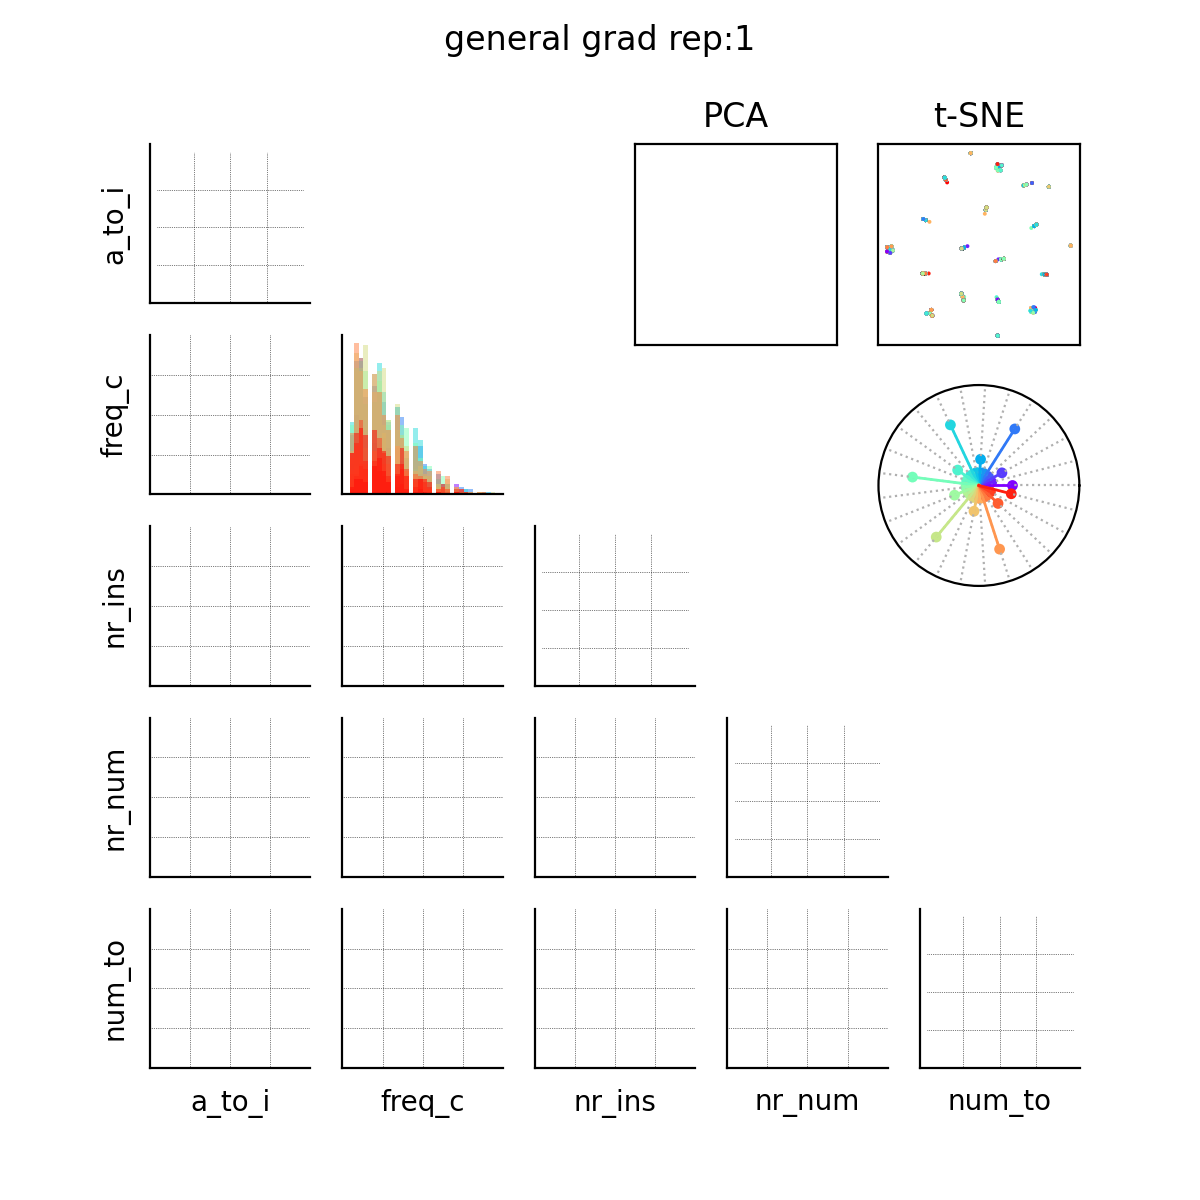 general grad rep:1
PCA
t-SNE
a_to_i
freq_c
nr_ins
nr_num
num_to
a_to_i
freq_c
nr_ins
nr_num
num_to